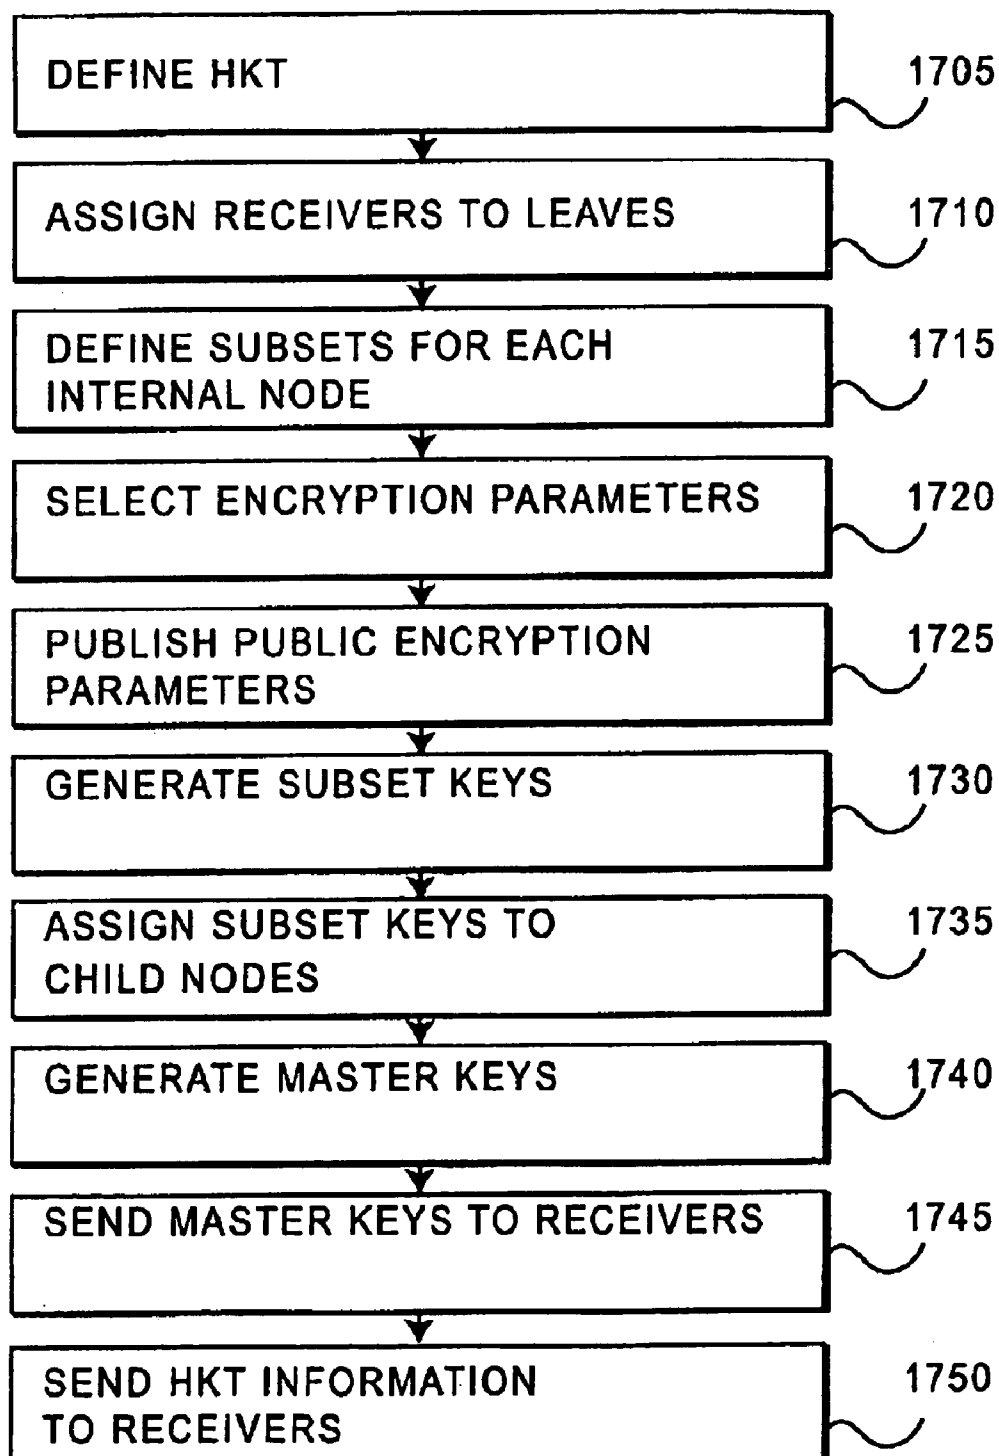 DEFINE HKT
1705
ASSIGN RECEIVERS TO LEAVES
1710
DEFINE SUBSETS FOR EACH
INTERNAL NODE
1715
SELECT ENCRYPTION PARAMETERS
1720
PUBLISH PUBLIC ENCRYPTION
PARAMETERS
1725
GENERATE SUBSET KEYS
1730
ASSIGN SUBSET KEYS TO
CHILD NODES
1735
GENERATE MASTER KEYS
1740
SEND MASTER KEYS TO RECEIVERS
1745
SEND HKT INFORMATION
TO RECEIVERS
1750